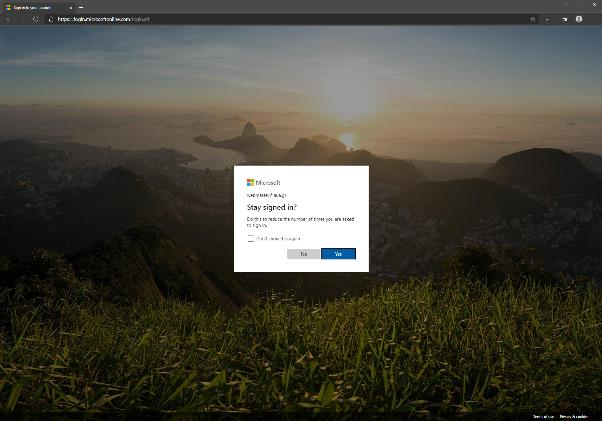 Sign in to your account
https://login.microsoftonline.com/login.srf
Microsoft
Stay signed in?
Do this to reduce the number of times you are asked
to sign in.
Don't show this again
No
Yes
Terms of use
Privacy & cookies